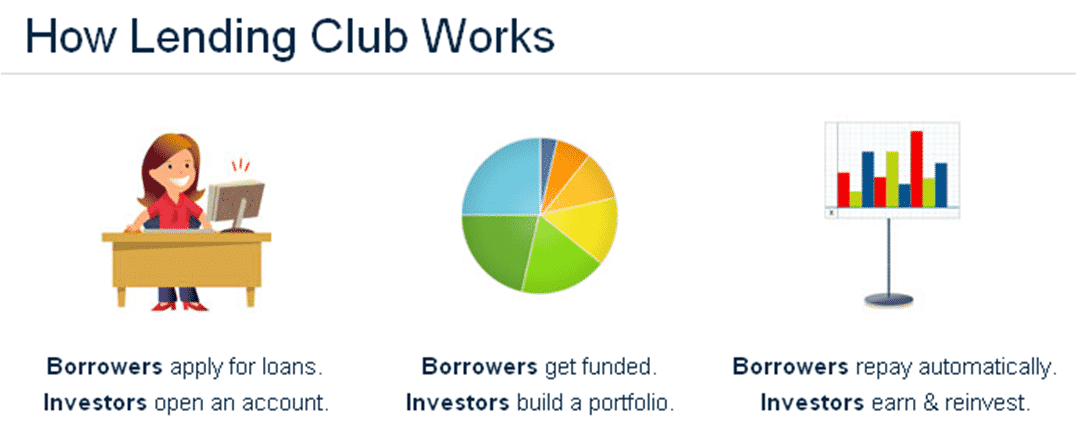 How Lending Club Works
x
Borrowers apply for loans.
Investors open an account.
Borrowers get funded.
Investors build a portfolio.
Borrowers repay automatically.
Investors earn & reinvest.